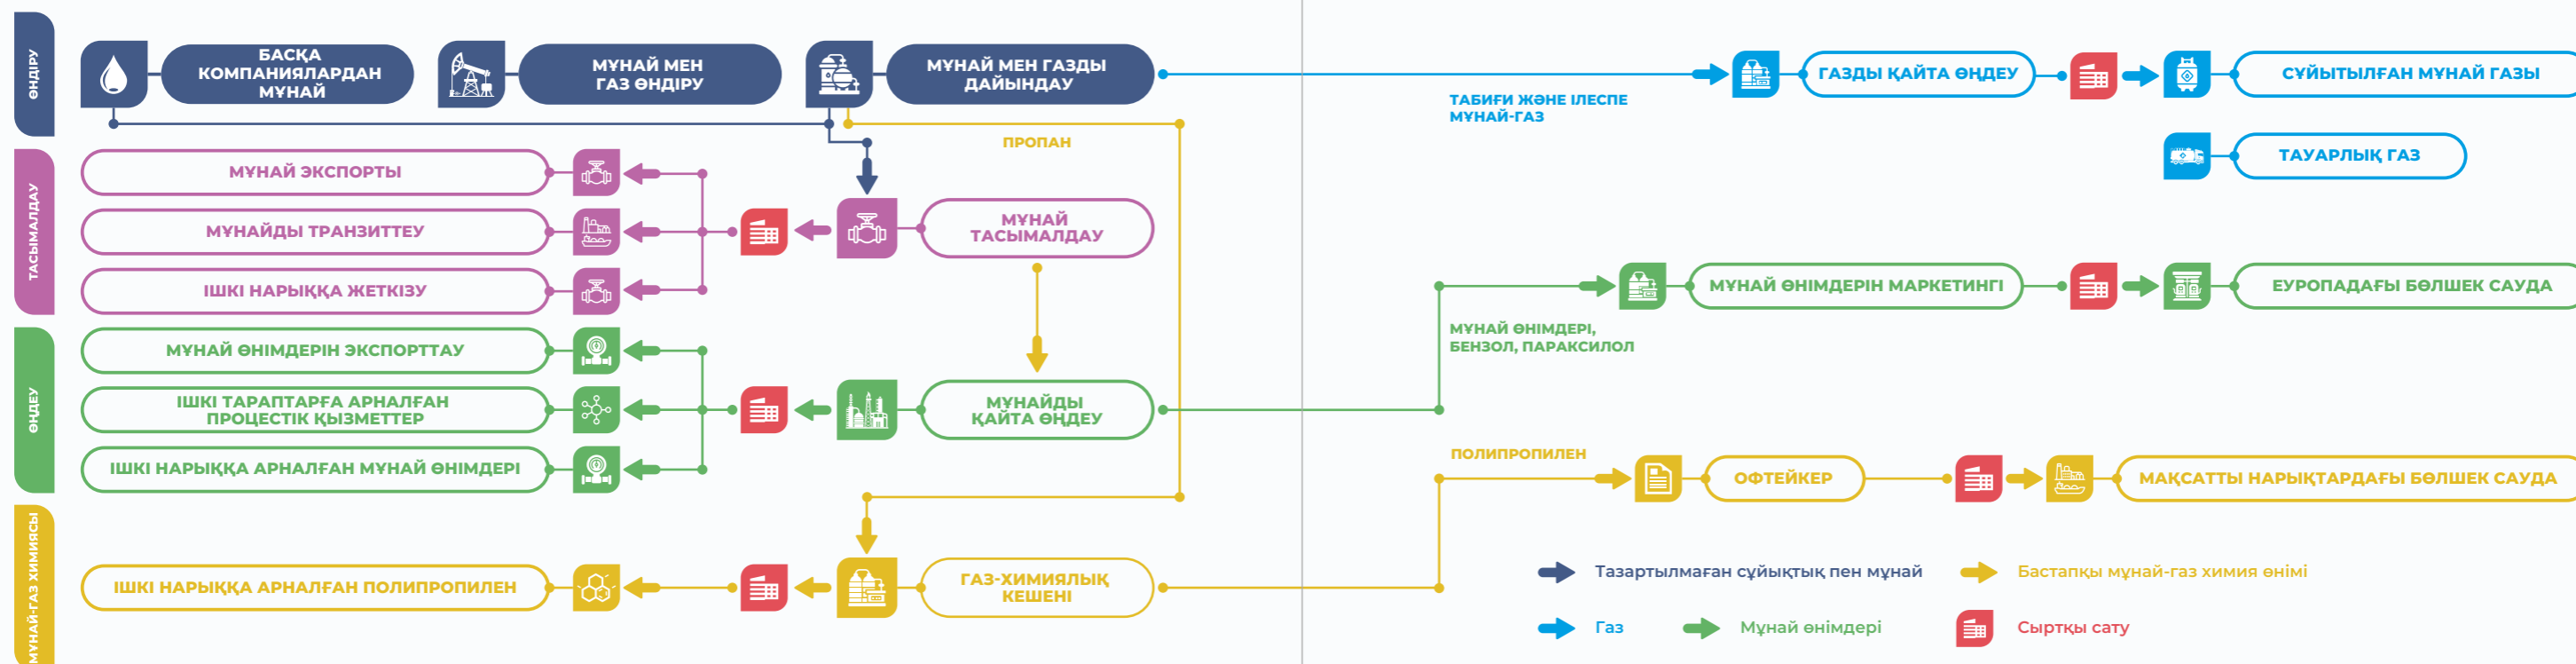 ӨНДІРУ
БАСҚА
КОМПАНИЯЛАРДАН
МҰНАЙ
МҰНАЙ МЕН
ГАЗ ӨНДІРУ
МҰНАЙ МЕН ГАЗДЫ
ДАЙЫНДАУ
ТАБИҒИ ЖӘНЕ ІЛЕСПЕ
МҰНАЙ-ГАЗ
ГАЗДЫ ҚАЙТА ӨҢДЕУ
СҰЙЫТЫЛҒАН МҰНАЙ ГАЗЫ
ТАУАРЛЫҚ ГАЗ
ПРОПАН
ТАСЫМАЛДАУ
МҰНАЙ ЭКСПОРТЫ
МҰНАЙДЫ ТРАНЗИТТЕУ
ІШКІ НАРЫҚҚА ЖЕТКІЗУ
МҰНАЙ
ТАСЫМАЛДАУ
МҰНАЙ ӨНІМДЕРІН МАРКЕТИНГІ
ЕУРОПАДАҒЫ БӨЛШЕК САУДА
МҰНАЙ ӨНІМДЕРІ,
БЕНЗОЛ, ПАРАКСИЛОЛ
ӨҢДЕУ
МҰНАЙ ӨНІМДЕРІН ЭКСПОРТТАУ
ІШКІ ТАРАПТАРҒА АРНАЛҒАН
ПРОЦЕСТІК ҚЫЗМЕТТЕР
ІШКІ НАРЫҚҚА АРНАЛҒАН МҰНАЙ ӨНІМДЕРІ
МҰНАЙДЫ
ҚАЙТА ӨҢДЕУ
ПОЛИПРОПИЛЕН
ОФТЕЙКЕР
МАҚСАТТЫ НАРЫҚТАРДАҒЫ БӨЛШЕК САУДА
МҰНАЙ-ГАЗ ХИМИЯСЫ
ІШКІ НАРЫҚҚА АРНАЛҒАН ПОЛИПРОПИЛЕН
ГАЗ-ХИМИЯЛЫҚ
КЕШЕНІ
Тазартылмаған сұйықтық пен мұнай
Бастапқы мұнай-газ химия өнімі
Газ
Мұнай өнімдері
Сыртқы сату